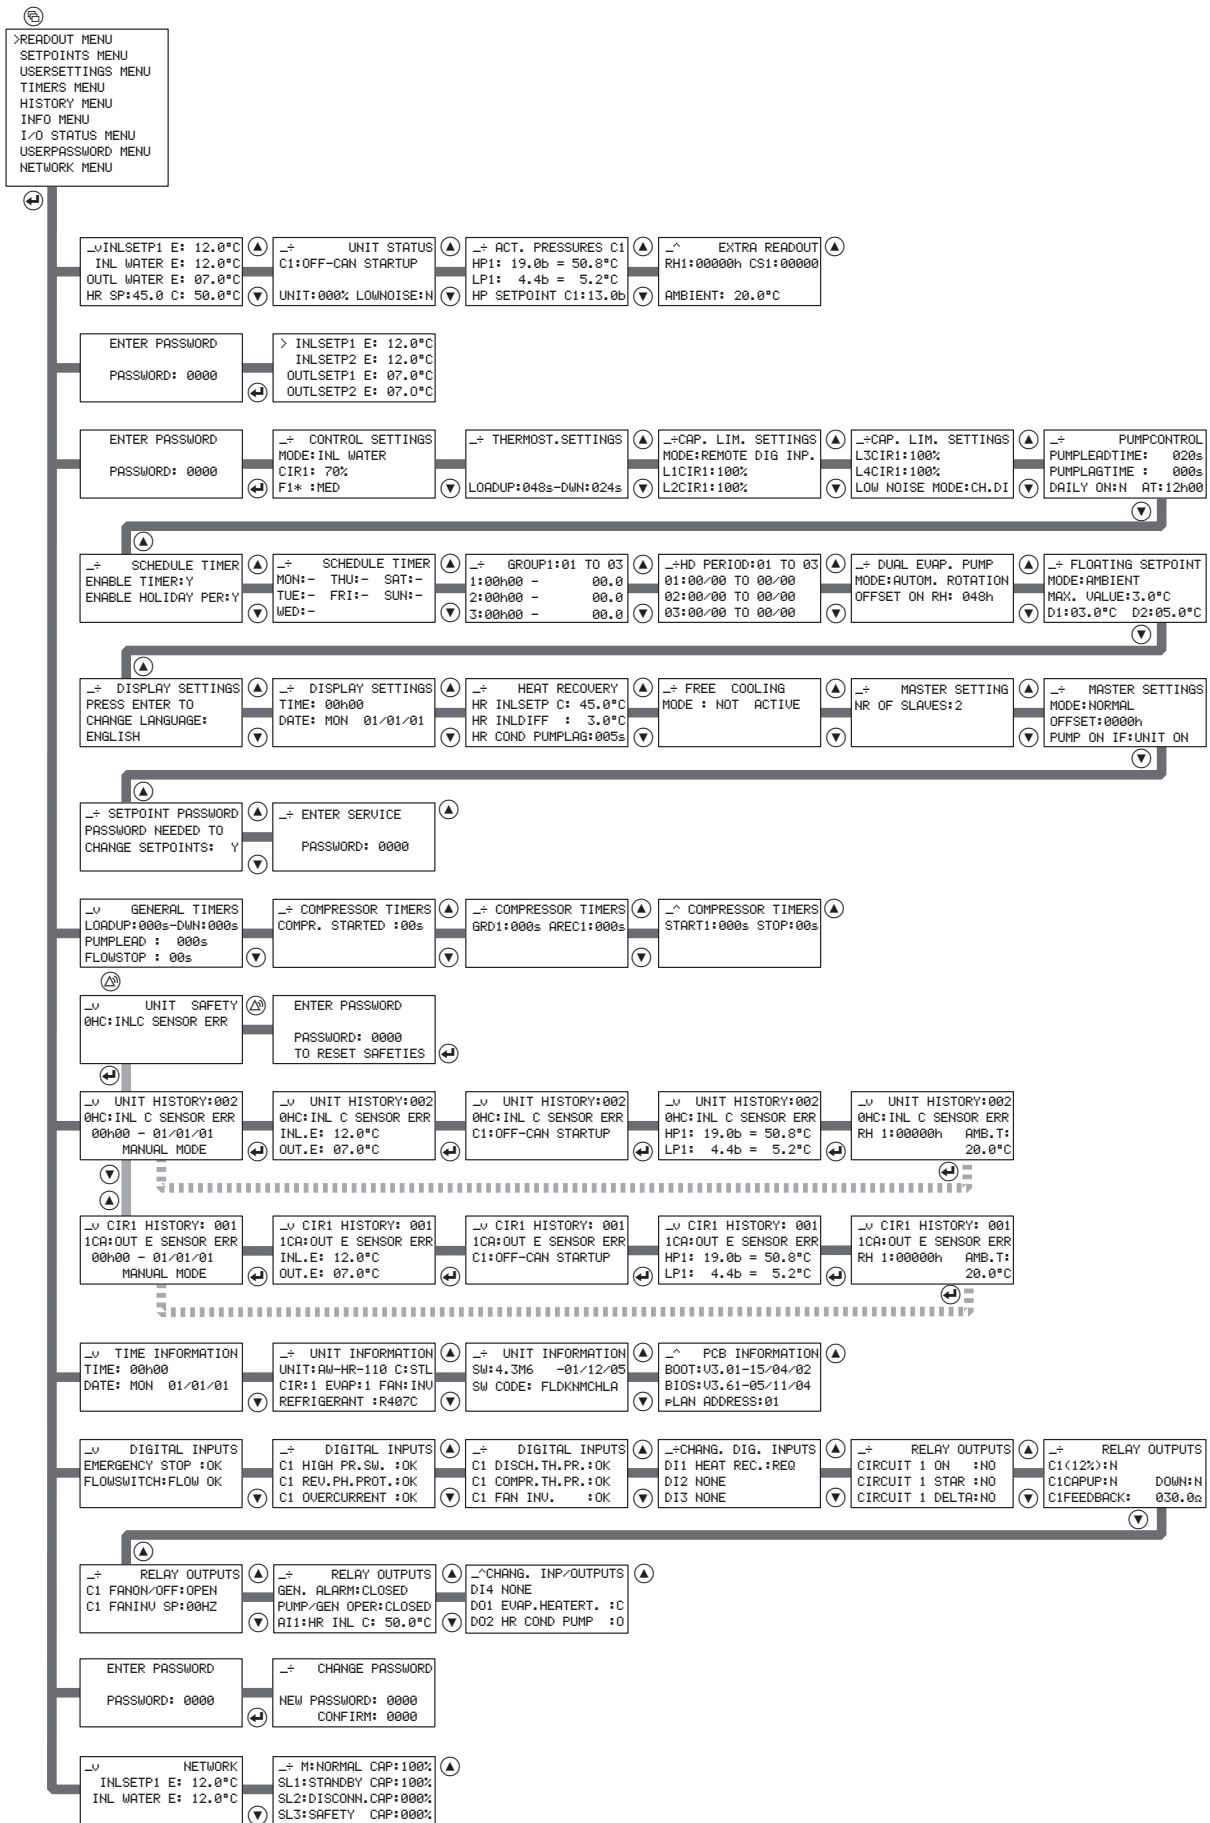 >READOUT MENU
SETPOINTS MENU
USERSETTINGS MENU
TIMERS MENU
HISTORY MENU
INFO MENU
I/O STATUS MENU
USERPASSWORD MENU
NETWORK MENU
_vINLSETP1 E: 12.0°C
INL WATER E: 12.0°C
OUTL WATER E: 07.0°C
HR SP:45.0 C: 50.0°C
_÷ UNIT STATUS
C1:OFF-CAN STARTUP
UNIT:000% LOWNOISE:N
_÷ ACT. PRESSURES C1
HP1: 19.0b = 50.8°C
LP1: 4.4b = 5.2°C
HP SETPOINT C1:13.0b
_^ EXTRA READOUT
RH1:00000h CS1:00000
AMBIENT: 20.0°C
ENTER PASSWORD
PASSWORD: 0000
> INLSETP1 E: 12.0°C
INLSETP2 E: 12.0°C
OUTLSETP1 E: 07.0°C
OUTLSETP2 E: 07.0°C
ENTER PASSWORD
PASSWORD: 0000
_÷ CONTROL SETTINGS
MODE:INL WATER
CIR1: 70%
F1* :MED
_÷ THERMOST.SETTINGS
LOADUP:048s-DWN:024s
_÷CAP. LIM. SETTINGS
MODE:REMOTE DIG INP.
L1CIR1:100%
L2CIR1:100%
_÷CAP. LIM. SETTINGS
L3CIR1:100%
L4CIR1:100%
LOW NOISE MODE:CH.DI
_÷ PUMPCONTROL
PUMPLEADTIME: 020s
PUMPLAGTIME : 000s
DAILY ON:N AT:12h00
_÷ SCHEDULE TIMER
ENABLE TIMER:Y
ENABLE HOLIDAY PER:Y
_÷ SCHEDULE TIMER
MON:- THU:- SAT:-
TUE:- FRI:- SUN:-
WED:-
_÷ GROUP1:01 TO 03
1:00h00 - 00.0
2:00h00 - 00.0
3:00h00 - 00.0
_÷HD PERIOD:01 TO 03
01:00/00 TO 00/00
02:00/00 TO 00/00
03:00/00 TO 00/00
_÷ DUAL EVAP. PUMP
MODE:AUTOM. ROTATION
OFFSET ON RH: 048h
_÷ FLOATING SETPOINT
MODE:AMBIENT
MAX. VALUE:3.0°C
D1:03.0°C D2:05.0°C
_÷ DISPLAY SETTINGS
PRESS ENTER TO
CHANGE LANGUAGE:
ENGLISH
_÷ DISPLAY SETTINGS
TIME: 00h00
DATE: MON 01/01/01
_÷ HEAT RECOVERY
HR INLSETP C: 45.0°C
HR INLDIFF : 3.0°C
HR COND PUMPLAG:005s
_÷ FREE COOLING
MODE : NOT ACTIVE
_÷ MASTER SETTING
NR OF SLAVES:2
_÷ MASTER SETTINGS
MODE:NORMAL
OFFSET:0000h
PUMP ON IF:UNIT ON
_÷ SETPOINT PASSWORD
PASSWORD NEEDED TO
CHANGE SETPOINTS: Y
_÷ ENTER SERVICE
PASSWORD: 0000
_v GENERAL TIMERS
LOADUP:000s-DWN:000s
PUMPLEAD : 000s
FLOWSTOP : 00s
_÷ COMPRESSOR TIMERS
COMPR. STARTED :00s
_÷ COMPRESSOR TIMERS
GRD1:000s AREC1:000s
_^ COMPRESSOR TIMERS
START1:000s STOP:00s
_v UNIT SAFETY
0HC:INLC SENSOR ERR
ENTER PASSWORD
PASSWORD: 0000
TO RESET SAFETIES
_v UNIT HISTORY:002
0HC:INL C SENSOR ERR
00h00 - 01/01/01
MANUAL MODE
_v UNIT HISTORY:002
0HC:INL C SENSOR ERR
INL.E: 12.0°C
OUT.E: 07.0°C
_v UNIT HISTORY:002
0HC:INL C SENSOR ERR
C1:OFF-CAN STARTUP
_v UNIT HISTORY:002
0HC:INL C SENSOR ERR
HP1: 19.0b = 50.8°C
LP1: 4.4b = 5.2°C
_v UNIT HISTORY:002
0HC:INL C SENSOR ERR
RH 1:00000h AMB.T:
20.0°C
_v CIR1 HISTORY: 001
1CA:OUT E SENSOR ERR
00h00 - 01/01/01
MANUAL MODE
_v CIR1 HISTORY: 001
1CA:OUT E SENSOR ERR
INL.E: 12.0°C
OUT.E: 07.0°C
_v CIR1 HISTORY: 001
1CA:OUT E SENSOR ERR
C1:OFF-CAN STARTUP
_v CIR1 HISTORY: 001
1CA:OUT E SENSOR ERR
HP1: 19.0b = 50.8°C
LP1: 4.4b = 5.2°C
_v CIR1 HISTORY: 001
1CA:OUT E SENSOR ERR
RH 1:00000h AMB.T:
20.0°C
_v TIME INFORMATION
TIME: 00h00
DATE: MON 01/01/01
_÷ UNIT INFORMATION
UNIT:AW-HR-110 C:STL
CIR:1 EVAP:1 FAN:INV
REFRIGERANT :R407C
_÷ UNIT INFORMATION
SW:4.3M6 -01/12/05
SW CODE: FLDKNMCHLA
_^ PCB INFORMATION
BOOT:V3.01-15/04/02
BIOS:V3.61-05/11/04
pLAN ADDRESS:01
_v DIGITAL INPUTS
EMERGENCY STOP :OK
FLOWSWITCH:FLOW OK
_÷ DIGITAL INPUTS
C1 HIGH PR.SW. :OK
C1 REV.PH.PROT.:OK
C1 OVERCURRENT :OK
_÷ DIGITAL INPUTS
C1 DISCH.TH.PR.:OK
C1 COMPR.TH.PR.:OK
C1 FAN INV. :OK
_÷CHANG. DIG. INPUTS
DI1 HEAT REC.:REQ
DI2 NONE
DI3 NONE
_÷ RELAY OUTPUTS
CIRCUIT 1 ON :NO
CIRCUIT 1 STAR :NO
CIRCUIT 1 DELTA:NO
_÷ RELAY OUTPUTS
C1(12%):N
C1CAPUP:N DOWN:N
C1FEEDBACK: 030.0Ω
_÷ RELAY OUTPUTS
C1 FANON/OFF:OPEN
C1 FANINV SP:00HZ
_÷ RELAY OUTPUTS
GEN. ALARM:CLOSED
PUMP/GEN OPER:CLOSED
AI1:HR INL C: 50.0°C
_^CHANG. INP/OUTPUTS
DI4 NONE
DO1 EVAP.HEATERT. :C
DO2 HR COND PUMP :O
ENTER PASSWORD
PASSWORD: 0000
_÷ CHANGE PASSWORD
NEW PASSWORD: 0000
CONFIRM: 0000
_v NETWORK
INLSETP1 E: 12.0°C
INL WATER E: 12.0°C
_÷ M:NORMAL CAP:100%
SL1:STANDBY CAP:100%
SL2:DISCONN.CAP:000%
SL3:SAFETY CAP:000%